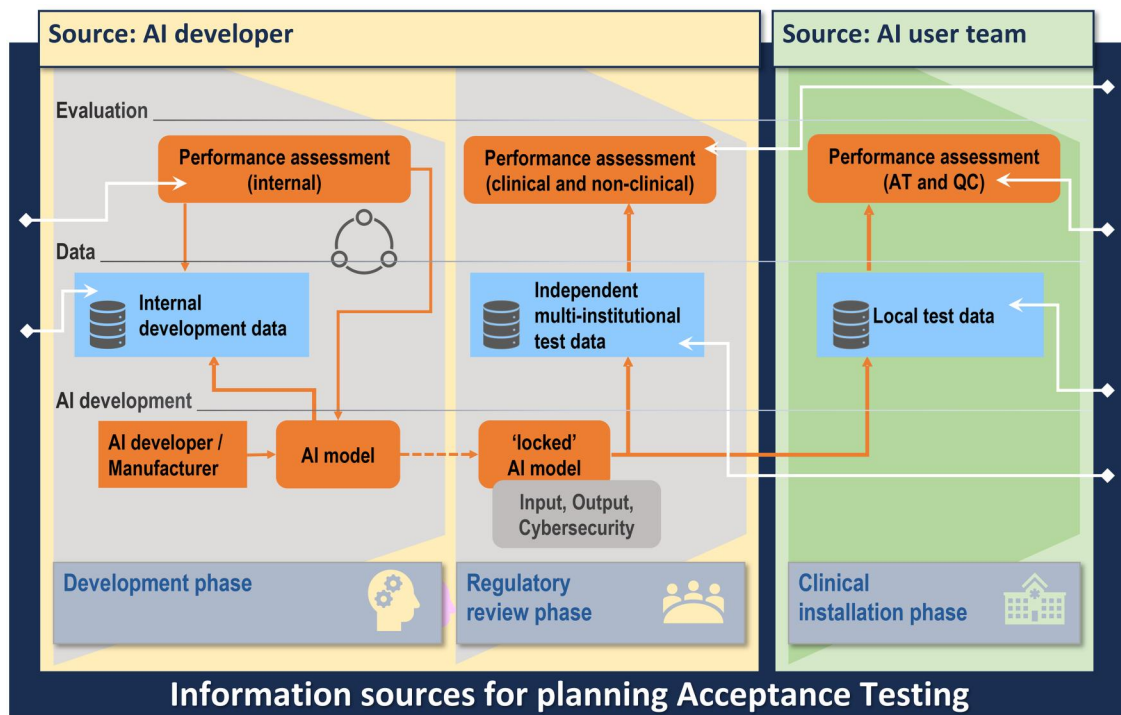 Source: AI developer
Source: AI user team
Evaluation
Performance assessment
(internal)
Performance assessment
(clinical and non-clinical)
Performance assessment
(AT and QC)
Data
Internal
development data
Independent
multi-institutional
test data
Local test data
AI development
AI developer /
Manufacturer
AI model
‘locked’
AI model
Input, Output,
Cybersecurity
Development phase
Regulatory
review phase
Clinical
installation phase
Information sources for planning Acceptance Testing